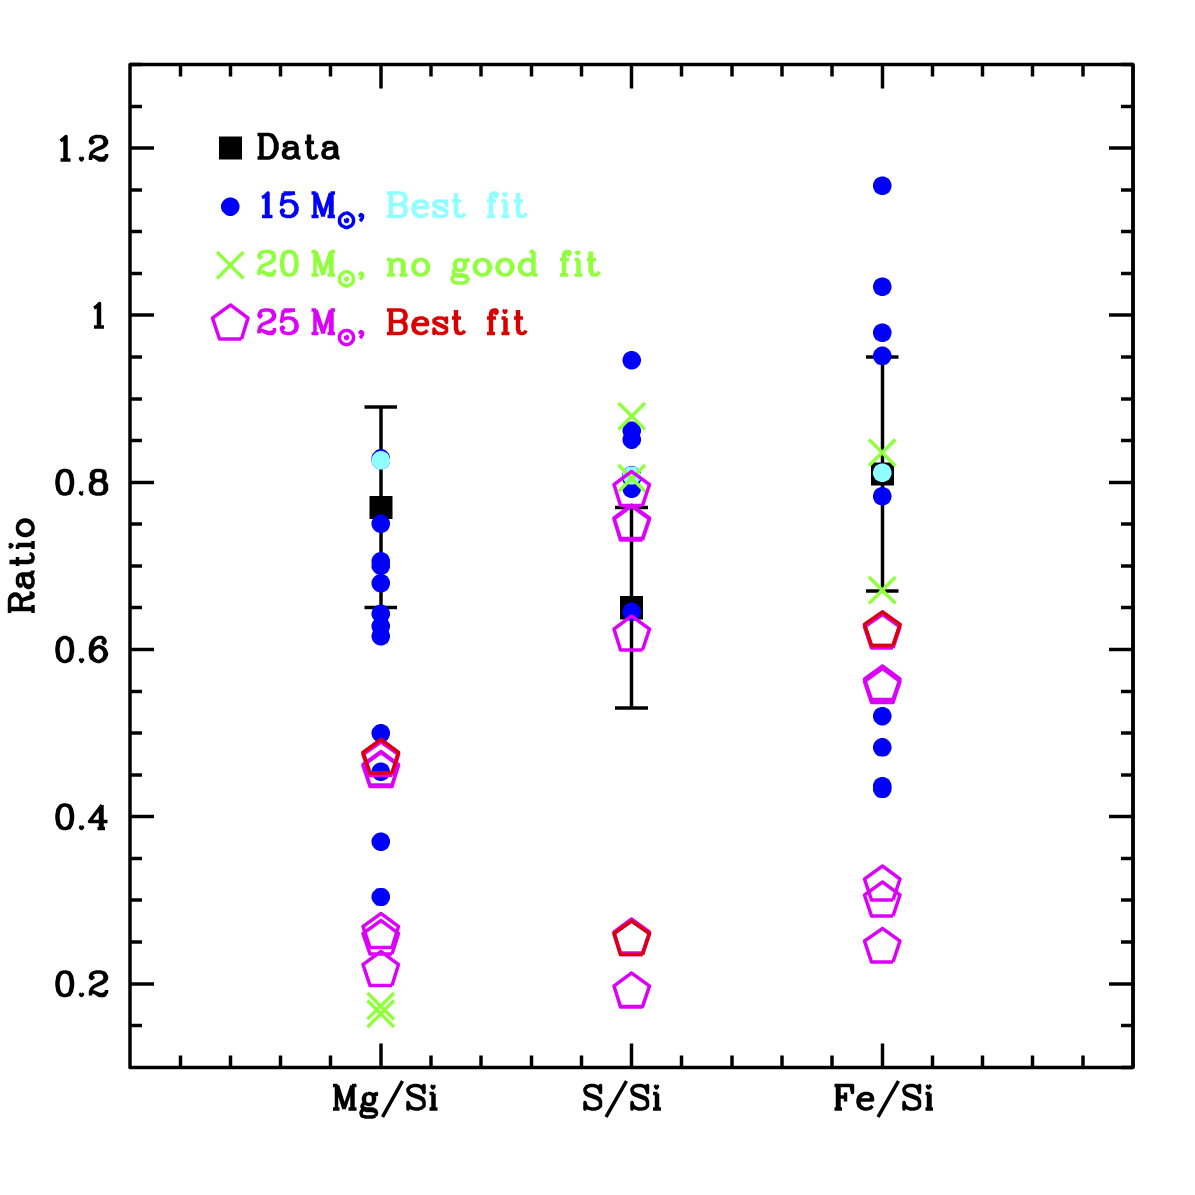 1.2
1
0.8
0.6
0.4
0.2
Ratio
Data
15 M☉, Best fit
20 M☉, no good fit
25 M☉, Best fit
Mg/Si S/Si Fe/Si